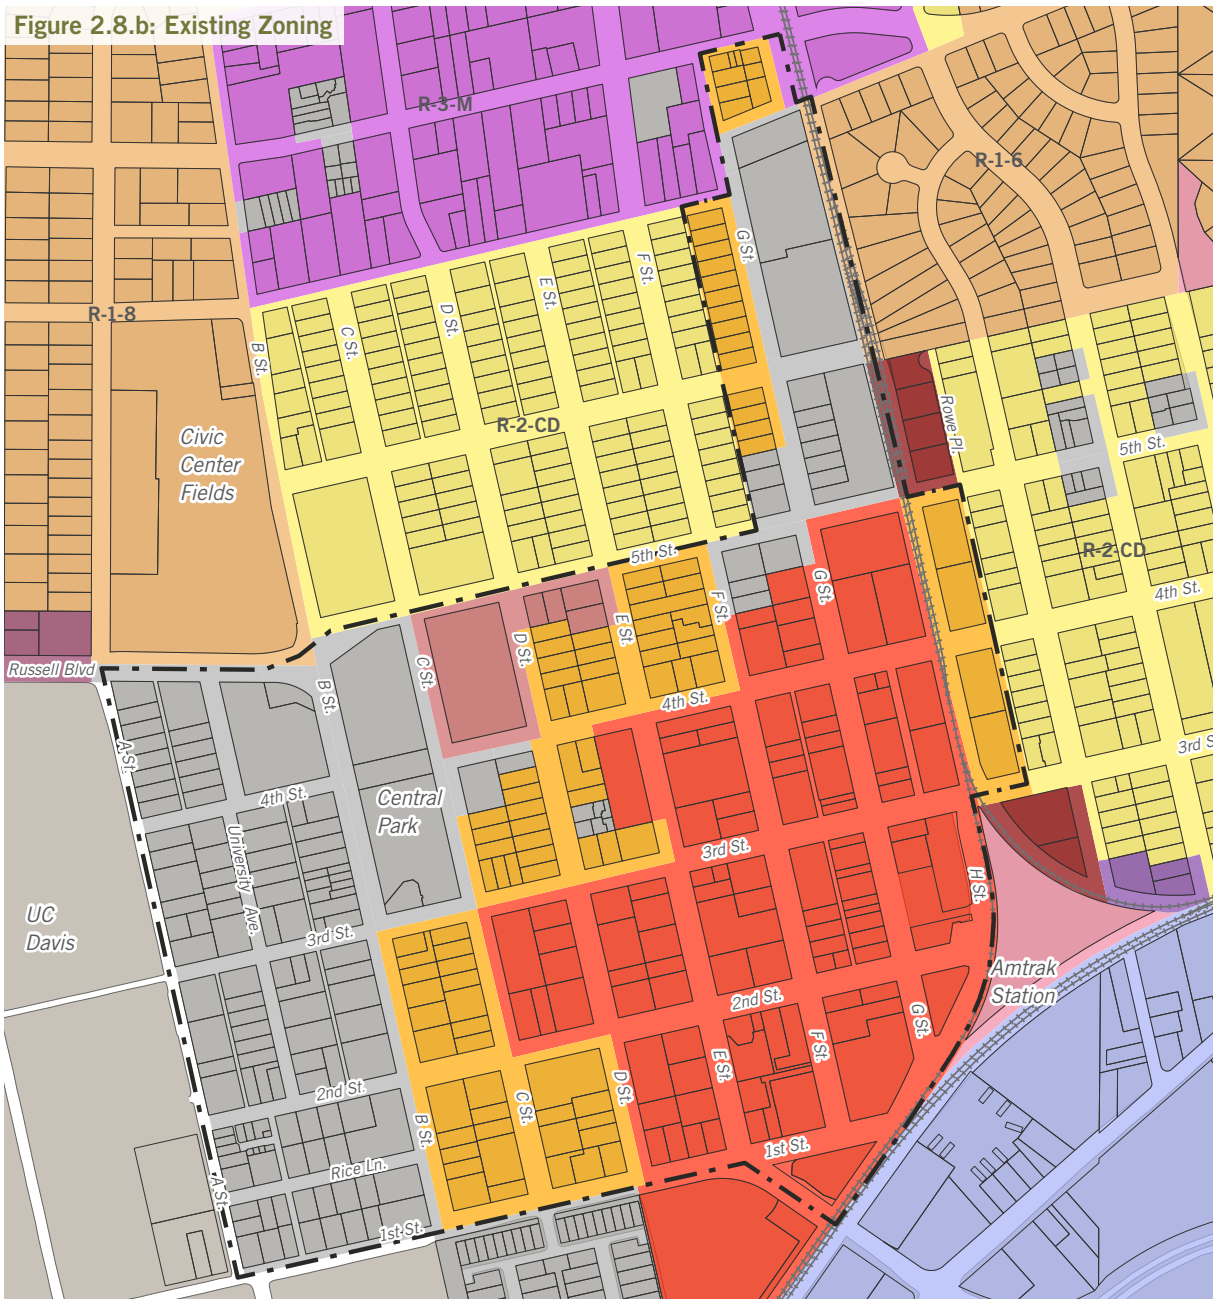 Figure 2.8.b: Existing Zoning
R-3-M
R-1-6
G St.
F St.
E St.
D St.
C St.
B St.
R-1-8
Rowe Pl.
R-2-CD
Civic
Center
Fields
5th St.
5th St.
R-2-CD
G St.
F St.
E St.
D St.
C St.
B St.
4th St.
Russell Blvd
4th St.
A St.
3rd S
4th St.
Central
Park
University
Ave.
3rd St.
H St.
UC
Davis
3rd St.
Amtrak
Station
2nd St.
G St.
F St.
E St.
D St.
C St.
B St.
2nd St.
1st St.
Rice Ln.
A St.
1st St.